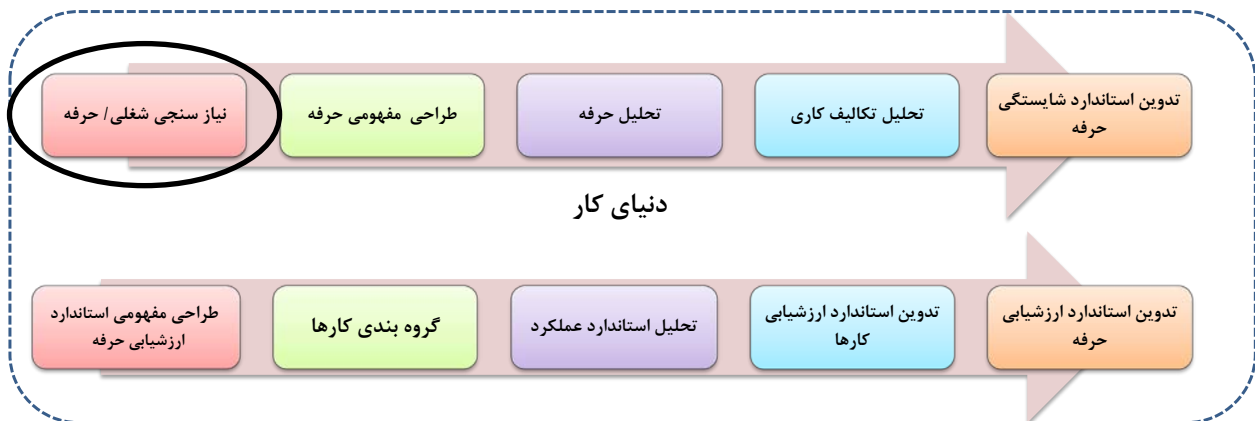 نیاز سنجی شغلی/ حرفه
طراحی مفهومی حرفه
تحلیل حرفه
تحلیل تکالیف کاری
تدوین استاندارد شایستگی
حرفه
دنیای کار
طراحی مفهومی استاندارد
ارزشیابی حرفه
گروه بندی کارها
تحلیل استاندارد عملکرد
تدوین استاندارد ارزشیابی
کارها
تدوین استاندارد ارزشیابی
حرفه